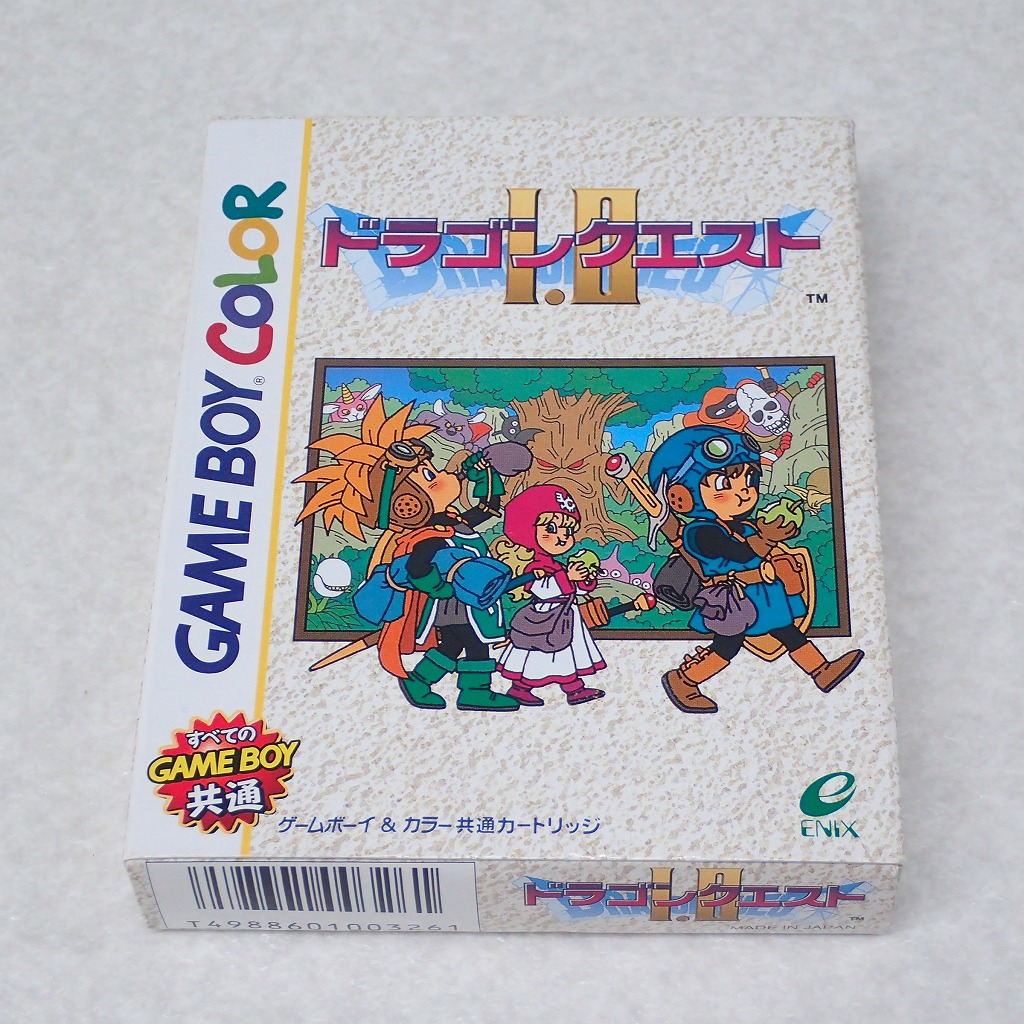 GAME BOY® COLOR
ドラゴンクエスト
I・II
TM
すべての
GAME BOY
共通
ゲームボーイ & カラー共通カートリッジ
ENIX
T4988601003261
ドラゴンクエスト
I・II
TM
MADE IN JAPAN